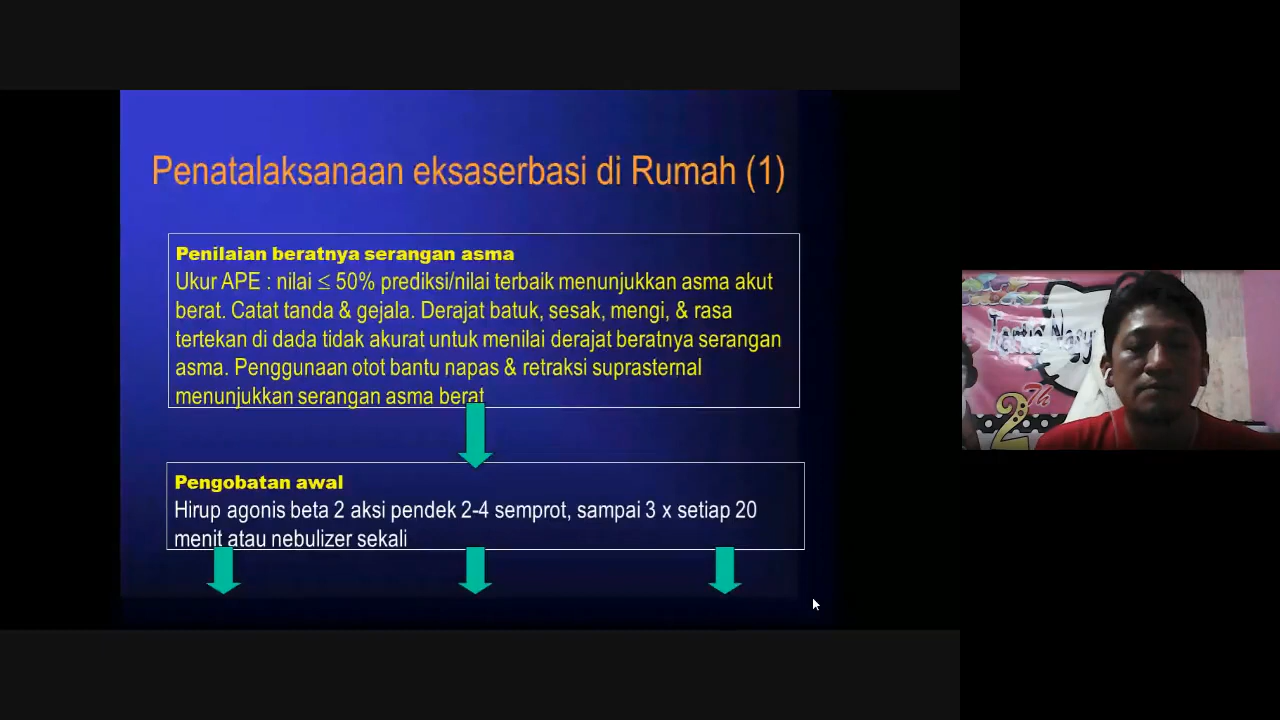 Penatalaksanaan eksaserbasi di Rumah (1)
Penilaian beratnya serangan asma
Ukur APE : nilai ≤ 50% prediksi/nilai terbaik menunjukkan asma akut
berat. Catat tanda & gejala. Derajat batuk, sesak, mengi, & rasa
tertekan di dada tidak akurat untuk menilai derajat beratnya serangan
asma. Penggunaan otot bantu napas & retraksi suprasternal
menunjukkan serangan asma berat
Pengobatan awal
Hirup agonis beta 2 aksi pendek 2-4 semprot, sampai 3 x setiap 20
menit atau nebulizer sekali
2Th